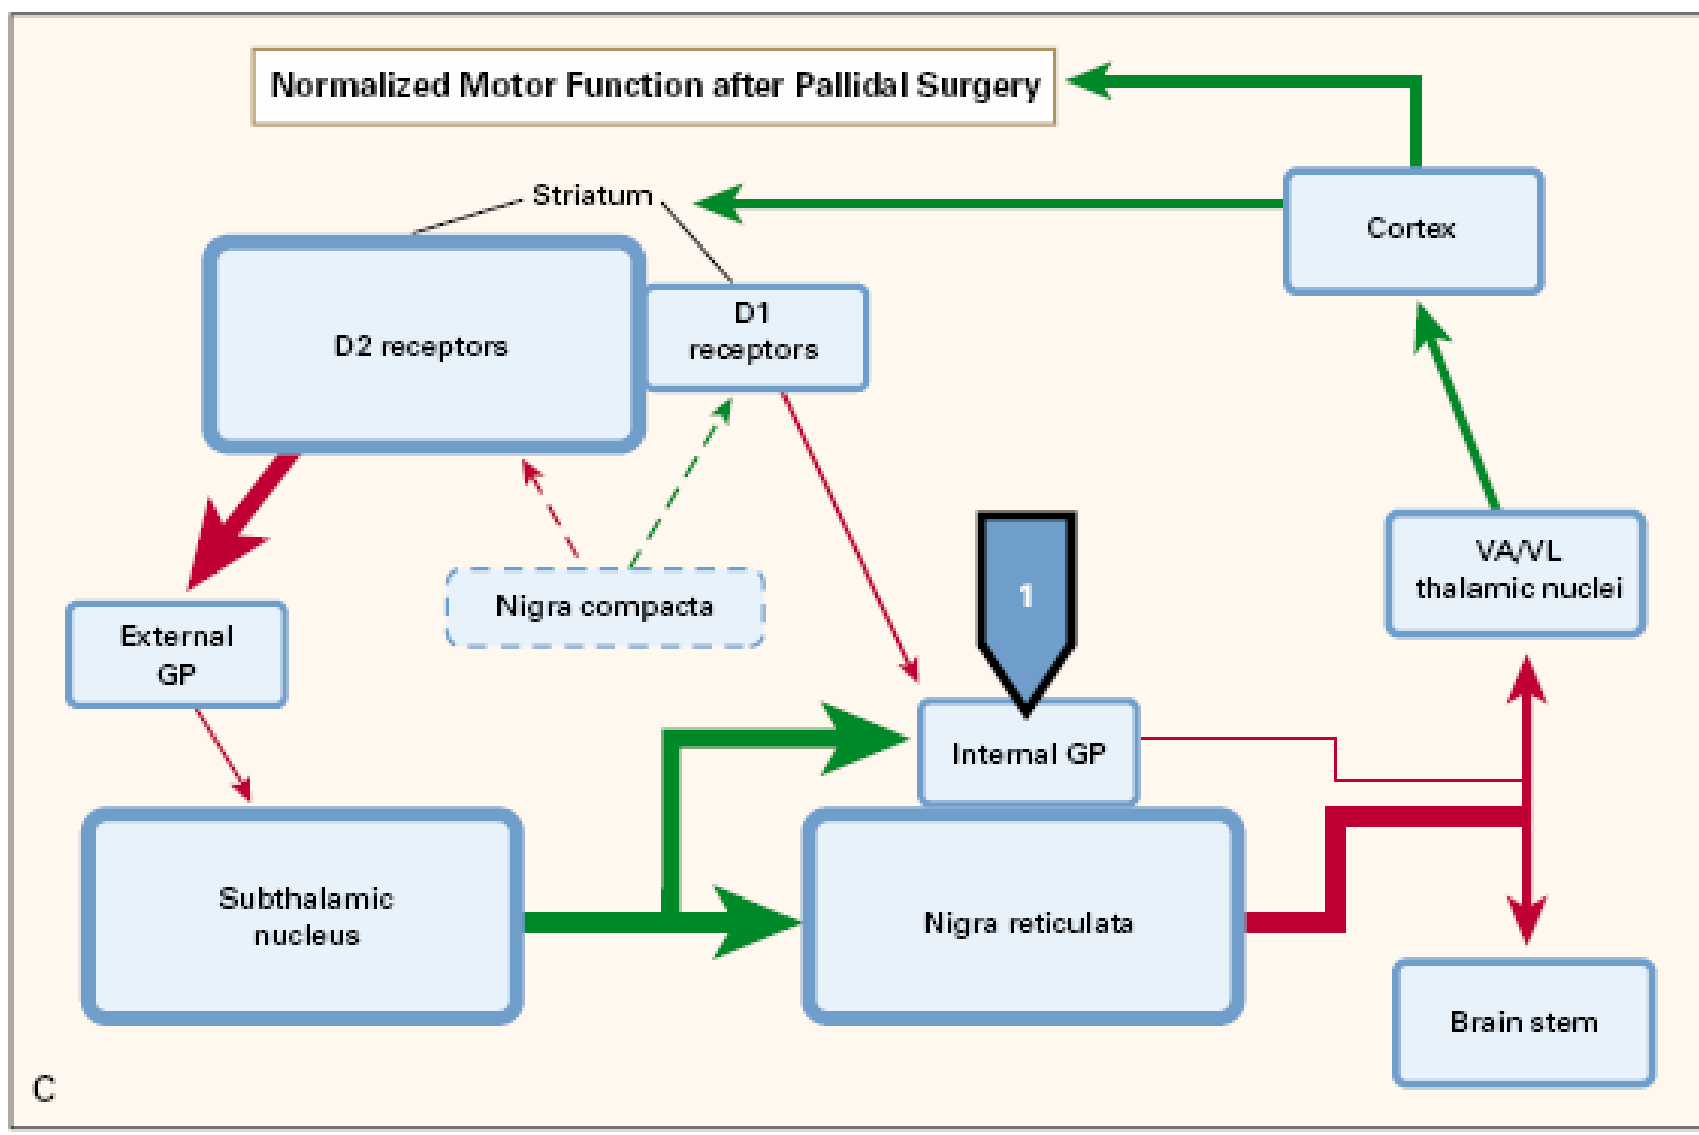 Normalized Motor Function after Pallidal Surgery
Striatum
Cortex
D2 receptors
D1
receptors
VA/VL
thalamic nuclei
Nigra compacta
1
External
GP
Internal GP
Subthalamic
nucleus
Nigra reticulata
Brain stem
C